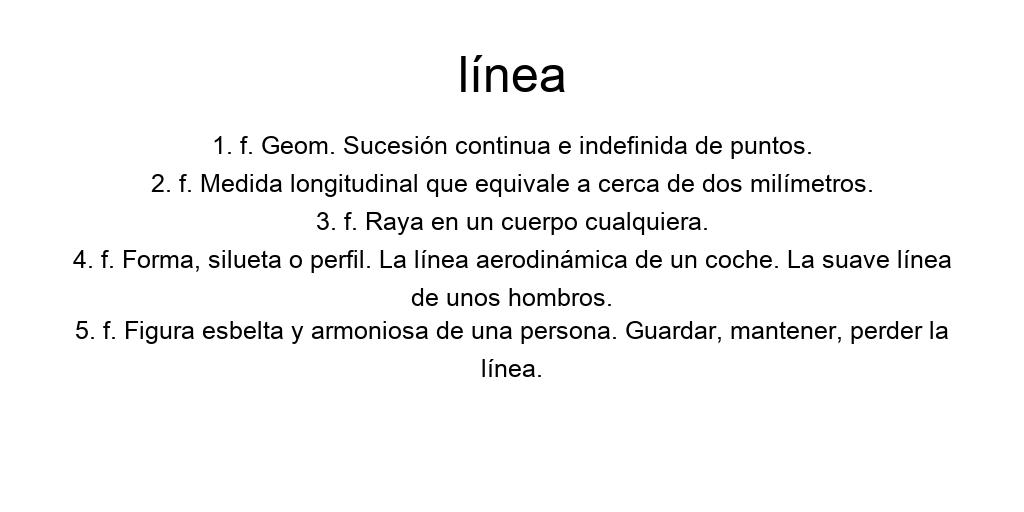 línea
1. f. Geom. Sucesión continua e indefinida de puntos.
2. f. Medida longitudinal que equivale a cerca de dos milímetros.
3. f. Raya en un cuerpo cualquiera.
4. f. Forma, silueta o perfil. La línea aerodinámica de un coche. La suave línea
de unos hombros.
5. f. Figura esbelta y armoniosa de una persona. Guardar, mantener, perder la
línea.